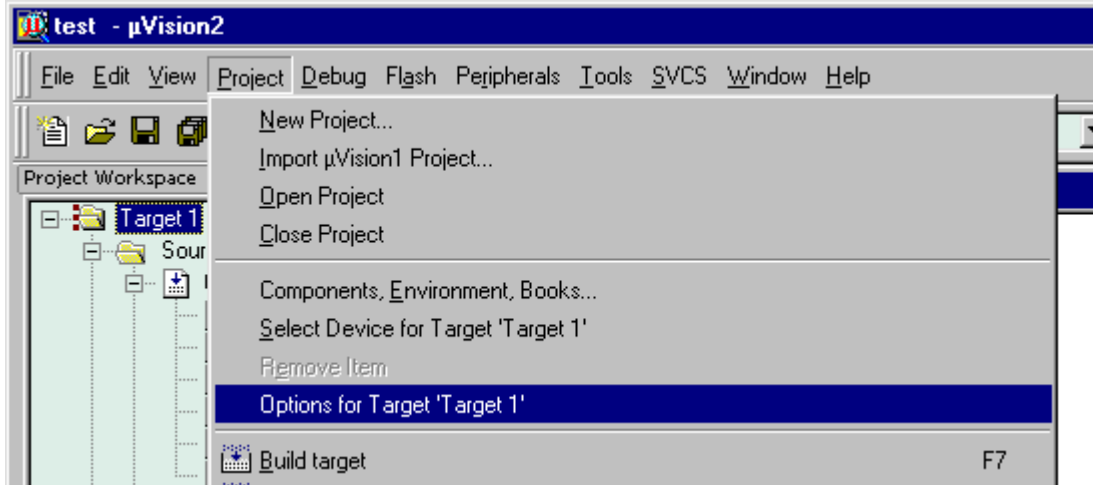 test - µVision2
File Edit View Project Debug Flash Peripherals Tools SVCS Window Help
New Project...
Import µVision1 Project...
Project Workspace
Open Project
Target 1
Close Project
Sour
Components, Environment, Books...
Select Device for Target 'Target 1'
Remove Item
Options for Target 'Target 1'
Build target F7